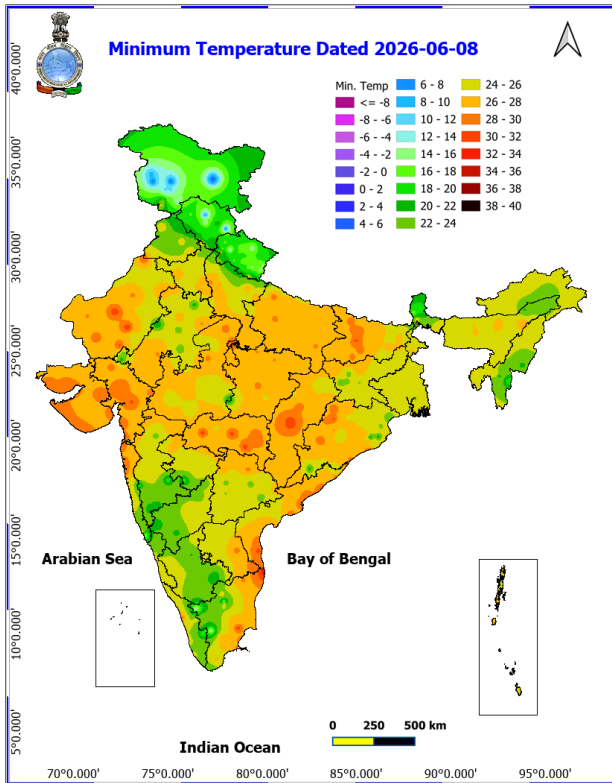 Minimum Temperature Dated 2026-06-08
Min. Temp
<= -8
-8 - -6
-6 - -4
-4 - -2
-2 - 0
0 - 2
2 - 4
4 - 6
6 - 8
8 - 10
10 - 12
12 - 14
14 - 16
16 - 18
18 - 20
20 - 22
22 - 24
24 - 26
26 - 28
28 - 30
30 - 32
32 - 34
34 - 36
36 - 38
38 - 40
40°0.000'
35°0.000'
30°0.000'
25°0.000'
20°0.000'
15°0.000'
10°0.000'
5°0.000'
Arabian Sea
Bay of Bengal
Indian Ocean
0 250 500 km
70°0.000' 75°0.000' 80°0.000' 85°0.000' 90°0.000' 95°0.000'